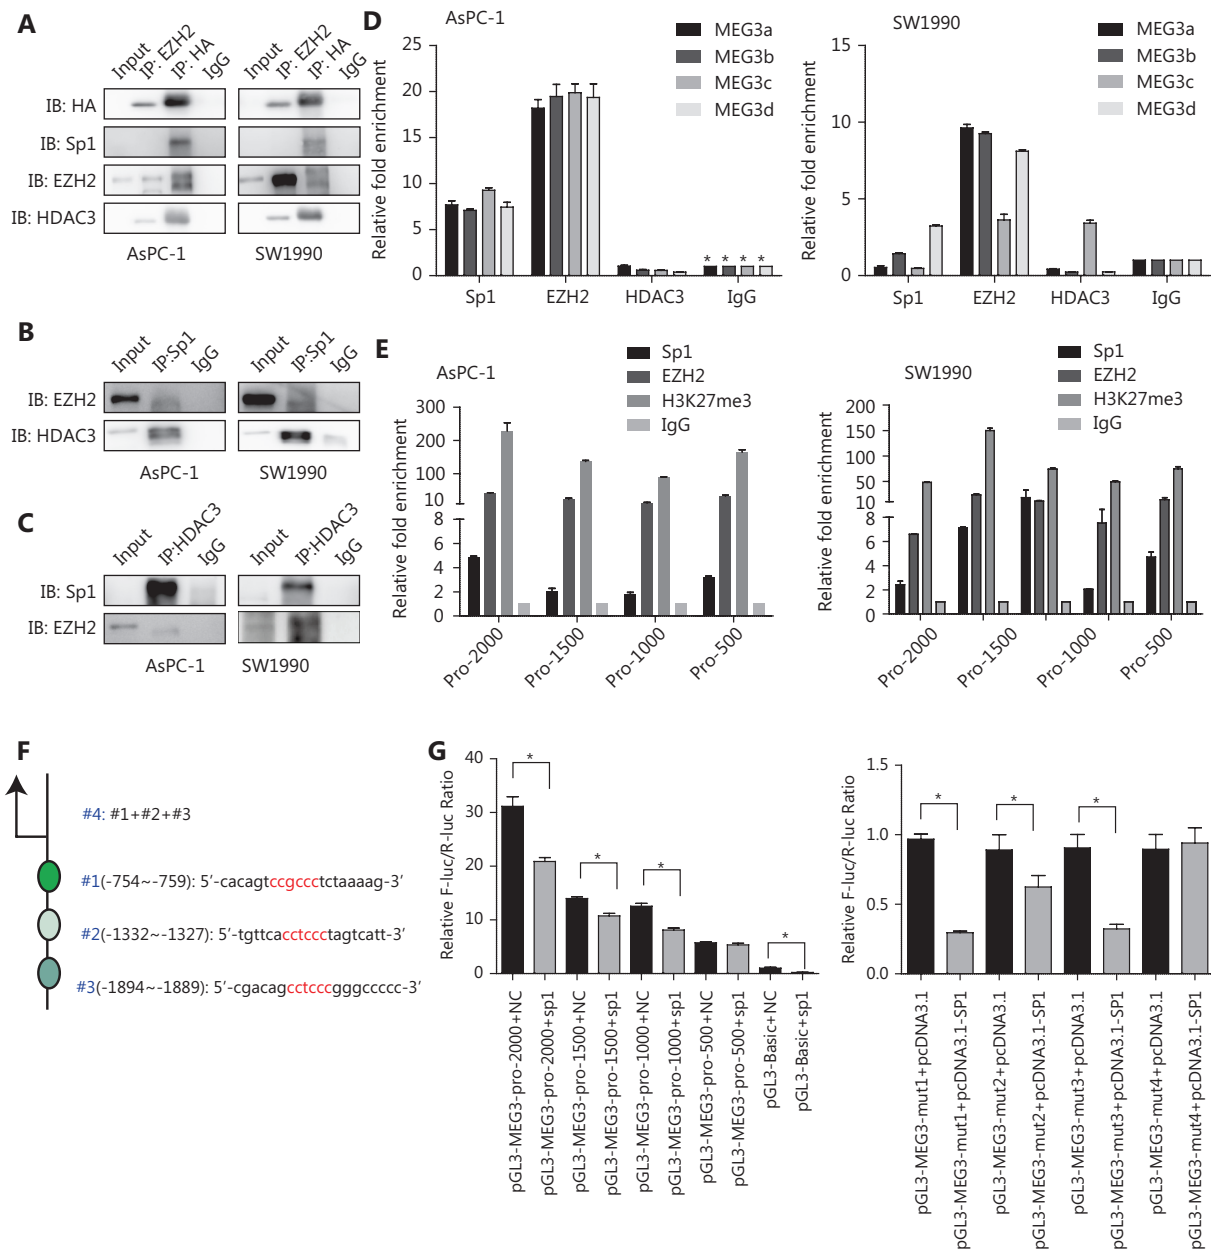 A
Input
IP: EZH2
IP: HA
IgG
Input
IP: EZH2
IP: HA
IgG
IB: HA
IB: Sp1
IB: EZH2
IB: HDAC3
AsPC-1
SW1990
B
Input
IP:Sp1
IgG
Input
IP:Sp1
IgG
IB: EZH2
IB: HDAC3
AsPC-1
SW1990
C
Input
IP:HDAC3
IgG
Input
IP:HDAC3
IgG
IB: Sp1
IB: EZH2
AsPC-1
SW1990
D
AsPC-1
MEG3a
MEG3b
MEG3c
MEG3d
Relative fold enrichment
25
20
15
10
5
0
* * * *
Sp1 EZH2 HDAC3 IgG
SW1990
MEG3a
MEG3b
MEG3c
MEG3d
Relative fold enrichment
15
10
5
0
Sp1 EZH2 HDAC3 IgG
E
AsPC-1
Sp1
EZH2
H3K27me3
IgG
Relative fold enrichment
300
200
100
10
8
6
4
2
0
Pro-2000
Pro-1500
Pro-1000
Pro-500
SW1990
Sp1
EZH2
H3K27me3
IgG
Relative fold enrichment
200
150
100
50
10
8
6
4
2
0
Pro-2000
Pro-1500
Pro-1000
Pro-500
F
#4: #1+#2+#3
#1(-754~-759): 5′-cacagtccgccctctaaaag-3′
#2(-1332~-1327): 5′-tgttcacctccctagtcatt-3′
#3(-1894~-1889): 5′-cgacagcctcccgggccccc-3′
G
Relative F-luc/R-luc Ratio
40
30
20
10
0
* * * *
pGL3-MEG3-pro-2000+NC
pGL3-MEG3-pro-2000+sp1
pGL3-MEG3-pro-1500+NC
pGL3-MEG3-pro-1500+sp1
pGL3-MEG3-pro-1000+NC
pGL3-MEG3-pro-1000+sp1
pGL3-MEG3-pro-500+NC
pGL3-MEG3-pro-500+sp1
pGL3-Basic+NC
pGL3-Basic+sp1
Relative F-luc/R-luc Ratio
1.5
1.0
0.5
0.0
* * *
pGL3-MEG3-mut1+pcDNA3.1
pGL3-MEG3-mut1+pcDNA3.1-SP1
pGL3-MEG3-mut2+pcDNA3.1
pGL3-MEG3-mut2+pcDNA3.1-SP1
pGL3-MEG3-mut3+pcDNA3.1
pGL3-MEG3-mut3+pcDNA3.1-SP1
pGL3-MEG3-mut4+pcDNA3.1
pGL3-MEG3-mut4+pcDNA3.1-SP1